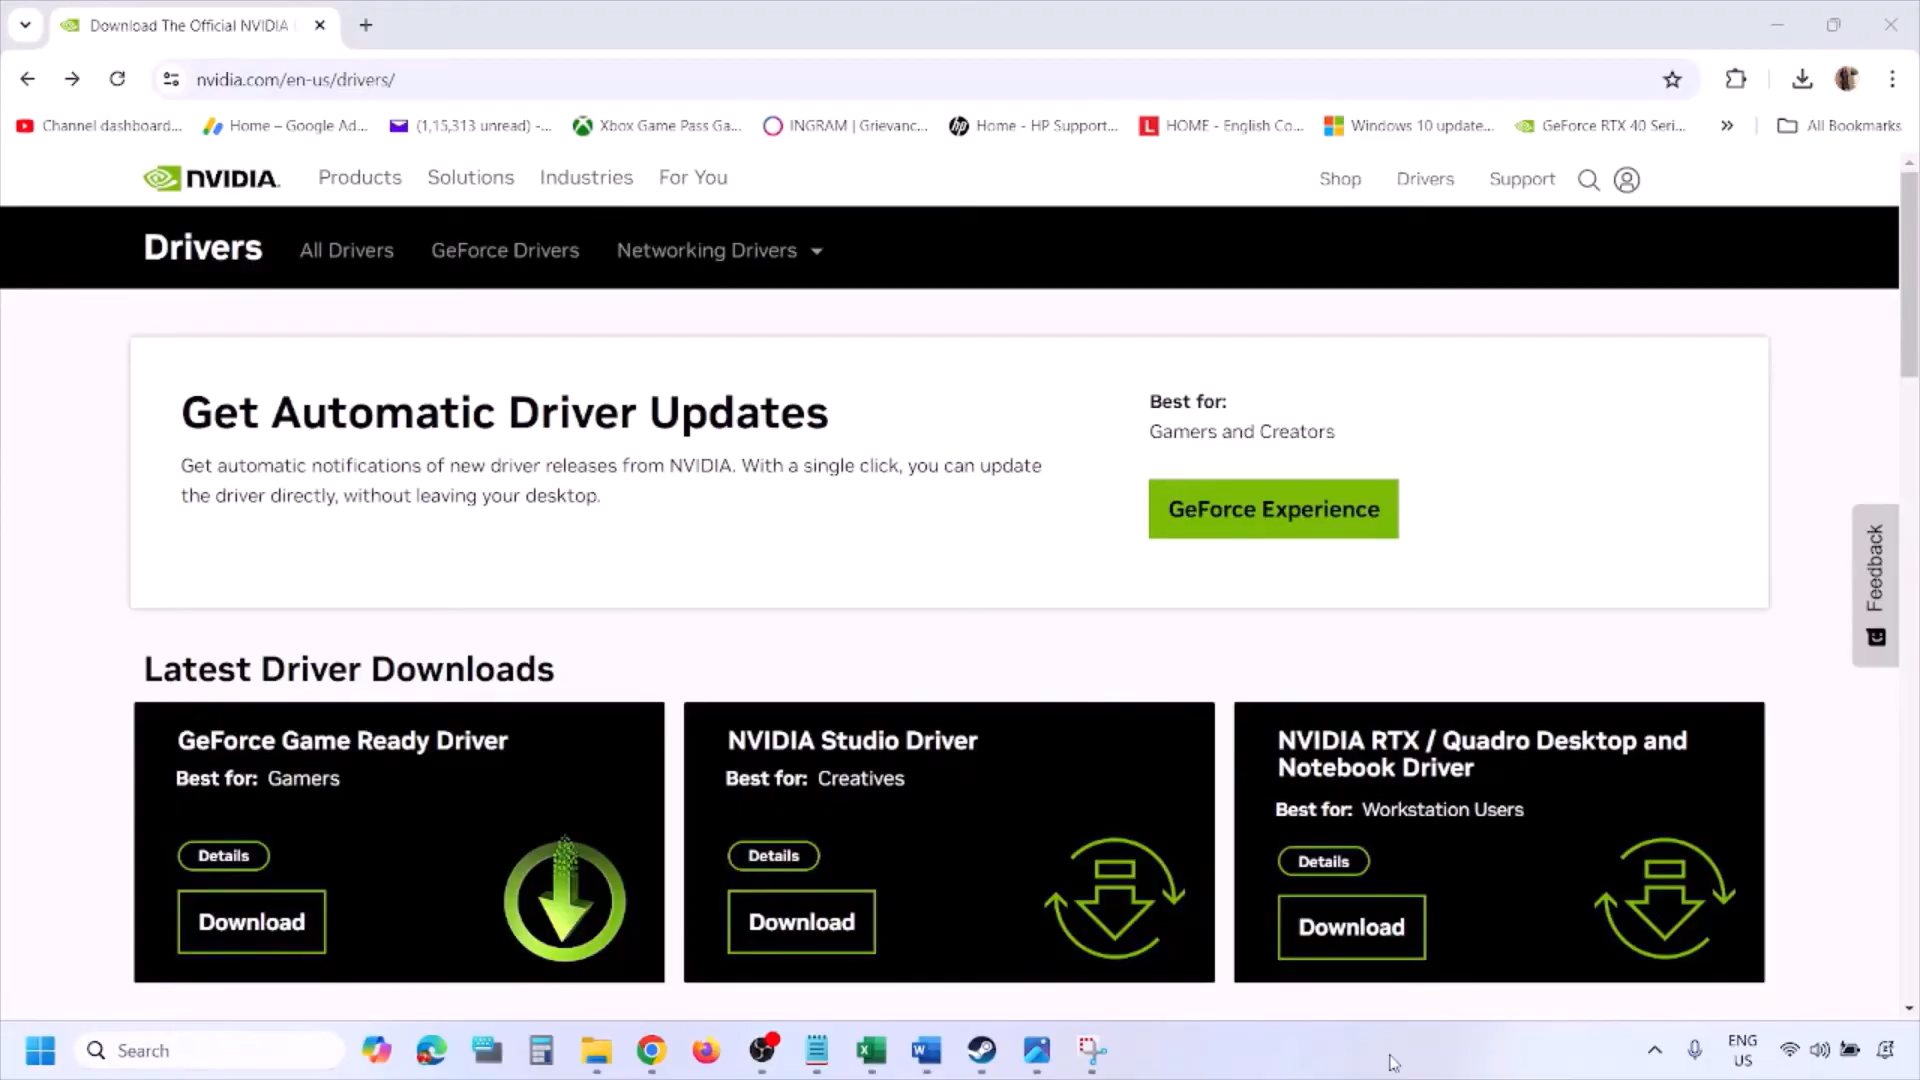 Download The Official NVIDIA
nvidia.com/en-us/drivers/
Channel dashboard...
Home – Google Ad...
(1,15,313 unread) -...
Xbox Game Pass Ga...
INGRAM | Grievanc...
Home - HP Support...
HOME - English Co...
Windows 10 update...
GeForce RTX 40 Seri...
All Bookmarks
NVIDIA.
Products
Solutions
Industries
For You
Shop
Drivers
Support
Drivers
All Drivers
GeForce Drivers
Networking Drivers
Get Automatic Driver Updates
Get automatic notifications of new driver releases from NVIDIA. With a single click, you can update
the driver directly, without leaving your desktop.
Best for:
Gamers and Creators
GeForce Experience
Feedback
Latest Driver Downloads
GeForce Game Ready Driver
Best for: Gamers
Details
Download
NVIDIA Studio Driver
Best for: Creatives
Details
Download
NVIDIA RTX / Quadro Desktop and
Notebook Driver
Best for: Workstation Users
Details
Download
Search
ENG
US